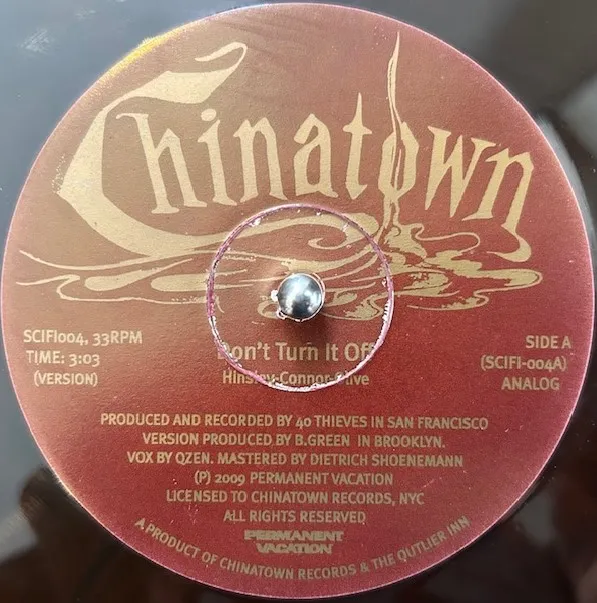 Chinatown
SCIFI004, 33RPM
TIME: 3:03
(VERSION)
Don't Turn It Off
SIDE A
(SCIFI-004A)
ANALOG
PRODUCED AND RECORDED BY 40 THIEVES IN SAN FRANCISCO
VERSION PRODUCED BY B.GREEN IN BROOKLYN.
VOX BY QZEN. MASTERED BY DIETRICH SHOENEMANN
(P) 2009 PERMANENT VACATION
LICENSED TO CHINATOWN RECORDS, NYC
ALL RIGHTS RESERVED
PERMANENT
VACATION
A PRODUCT OF CHINATOWN RECORDS & THE OUTLIER INN